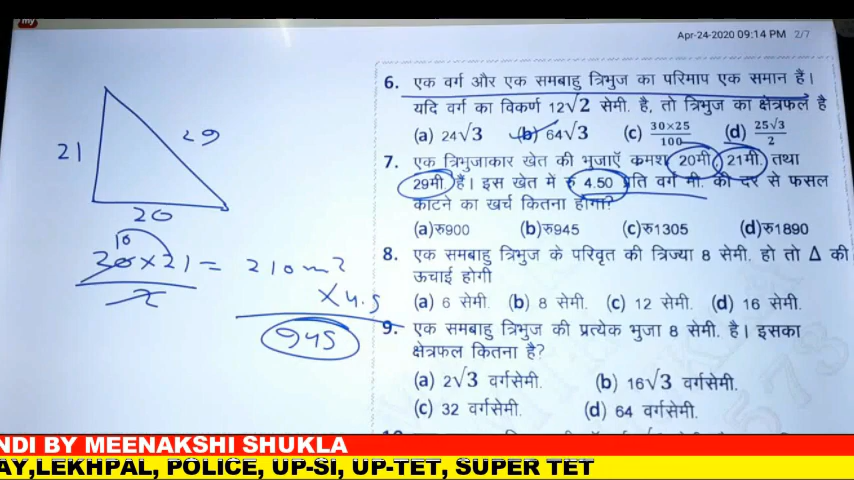 my
Apr-24-2020 09:14 PM 2/7
6. एक वर्ग और एक समबाहु त्रिभुज का परिमाप एक समान है।
यदि वर्ग का विकर्ण 12√2 सेमी. है, तो त्रिभुज का क्षेत्रफल है
(a) 24√3 (b) 64√3 (c) 30×25/100 (d) 25√3/2
7. एक त्रिभुजाकार खेत की भुजाएँ क्रमश 20मी, 21मी. तथा
29मी. है। इस खेत में रु 4.50 प्रति वर्ग मी. की दर से फसल
काटने का खर्च कितना होगा?
(a)रु900 (b)रु945 (c)रु1305 (d)रु1890
8. एक समबाहु त्रिभुज के परिवृत की त्रिज्या 8 सेमी. हो तो Δ की
ऊचाई होगी
(a) 6 सेमी. (b) 8 सेमी. (c) 12 सेमी. (d) 16 सेमी.
9. एक समबाहु त्रिभुज की प्रत्येक भुजा 8 सेमी. है। इसका
क्षेत्रफल कितना है?
(a) 2√3 वर्गसेमी. (b) 16√3 वर्गसेमी.
(c) 32 वर्गसेमी. (d) 64 वर्गसेमी.
21
29
20
10
20×21 = 210m²
2
×4.5
945
NDI BY MEENAKSHI SHUKLA
AY,LEKHPAL, POLICE, UP-SI, UP-TET, SUPER TET